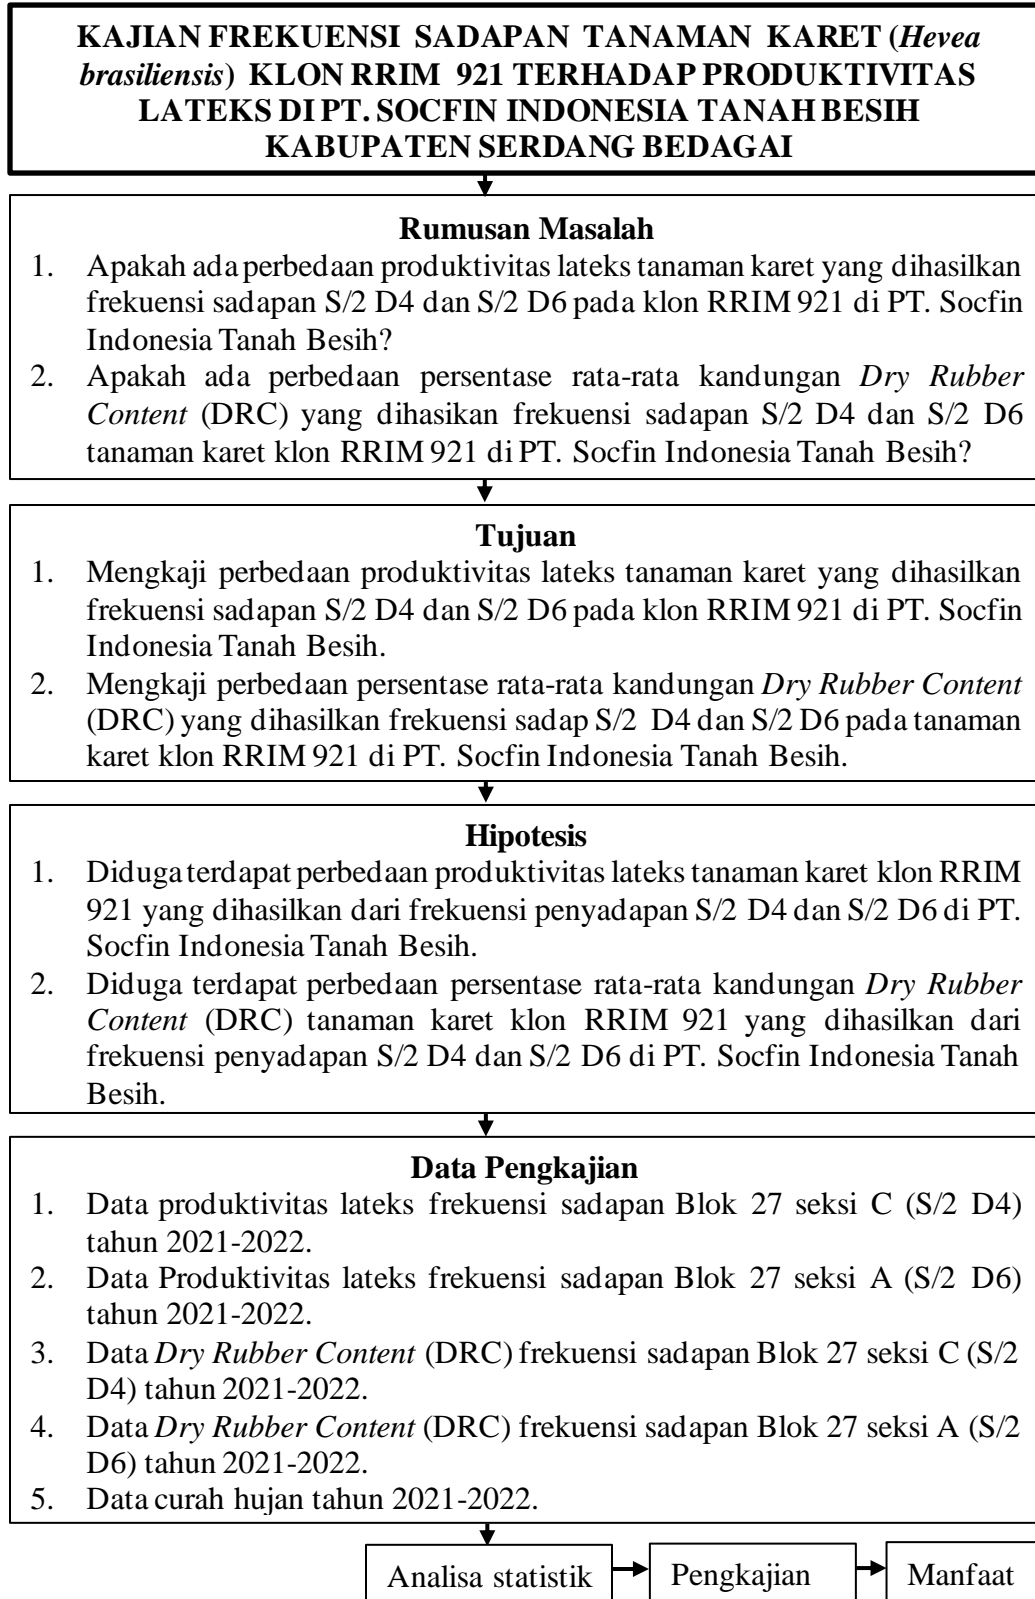 KAJIAN FREKUENSI SADAPAN TANAMAN KARET (Hevea
brasiliensis) KLON RRIM 921 TERHADAP PRODUKTIVITAS
LATEKS DI PT. SOCFIN INDONESIA TANAH BESIH
KABUPATEN SERDANG BEDAGAI
Rumusan Masalah
1. Apakah ada perbedaan produktivitas lateks tanaman karet yang dihasilkan
frekuensi sadapan S/2 D4 dan S/2 D6 pada klon RRIM 921 di PT. Socfin
Indonesia Tanah Besih?
2. Apakah ada perbedaan persentase rata-rata kandungan Dry Rubber
Content (DRC) yang dihasikan frekuensi sadapan S/2 D4 dan S/2 D6
tanaman karet klon RRIM 921 di PT. Socfin Indonesia Tanah Besih?
Tujuan
1. Mengkaji perbedaan produktivitas lateks tanaman karet yang dihasilkan
frekuensi sadapan S/2 D4 dan S/2 D6 pada klon RRIM 921 di PT. Socfin
Indonesia Tanah Besih.
2. Mengkaji perbedaan persentase rata-rata kandungan Dry Rubber Content
(DRC) yang dihasilkan frekuensi sadap S/2 D4 dan S/2 D6 pada tanaman
karet klon RRIM 921 di PT. Socfin Indonesia Tanah Besih.
Hipotesis
1. Diduga terdapat perbedaan produktivitas lateks tanaman karet klon RRIM
921 yang dihasilkan dari frekuensi penyadapan S/2 D4 dan S/2 D6 di PT.
Socfin Indonesia Tanah Besih.
2. Diduga terdapat perbedaan persentase rata-rata kandungan Dry Rubber
Content (DRC) tanaman karet klon RRIM 921 yang dihasilkan dari
frekuensi penyadapan S/2 D4 dan S/2 D6 di PT. Socfin Indonesia Tanah
Besih.
Data Pengkajian
1. Data produktivitas lateks frekuensi sadapan Blok 27 seksi C (S/2 D4)
tahun 2021-2022.
2. Data Produktivitas lateks frekuensi sadapan Blok 27 seksi A (S/2 D6)
tahun 2021-2022.
3. Data Dry Rubber Content (DRC) frekuensi sadapan Blok 27 seksi C (S/2
D4) tahun 2021-2022.
4. Data Dry Rubber Content (DRC) frekuensi sadapan Blok 27 seksi A (S/2
D6) tahun 2021-2022.
5. Data curah hujan tahun 2021-2022.
Analisa statistik Pengkajian Manfaat